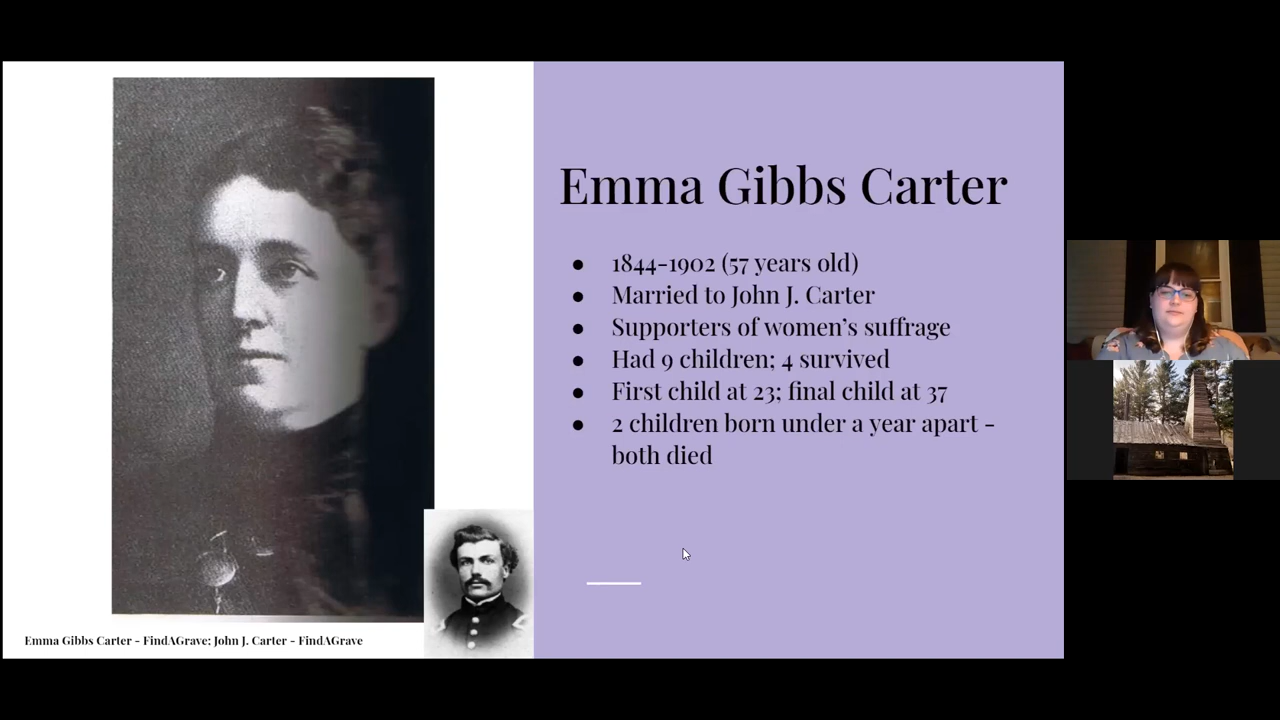 Emma Gibbs Carter
● 1844-1902 (57 years old)
● Married to John J. Carter
● Supporters of women's suffrage
● Had 9 children; 4 survived
● First child at 23; final child at 37
● 2 children born under a year apart -
both died
Emma Gibbs Carter - FindAGrave; John J. Carter - FindAGrave